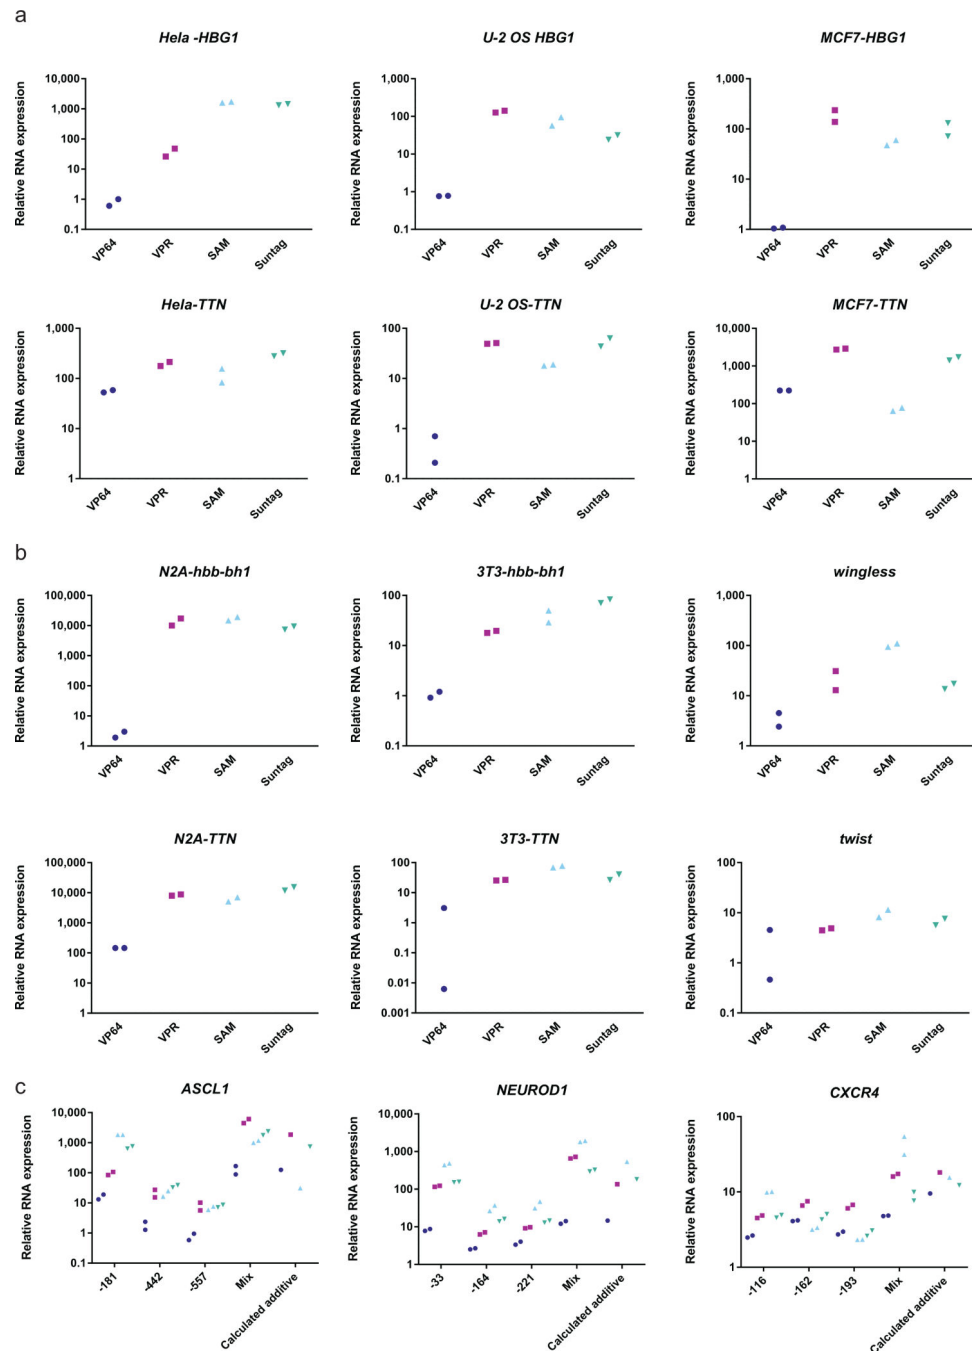 a
Hela -HBG1
U-2 OS HBG1
MCF7-HBG1
Relative RNA expression
10,000
1,000
100
10
1
0.1
VP64
VPR
SAM
Suntag
Relative RNA expression
1,000
100
10
1
0.1
VP64
VPR
SAM
Suntag
Relative RNA expression
1,000
100
10
1
VP64
VPR
SAM
Suntag
Hela-TTN
U-2 OS-TTN
MCF7-TTN
Relative RNA expression
1,000
100
10
1
VP64
VPR
SAM
Suntag
Relative RNA expression
100
10
1
0.1
VP64
VPR
SAM
Suntag
Relative RNA expression
10,000
1,000
100
10
1
VP64
VPR
SAM
Suntag
b
N2A-hbb-bh1
3T3-hbb-bh1
wingless
Relative RNA expression
100,000
10,000
1,000
100
10
1
VP64
VPR
SAM
Suntag
Relative RNA expression
100
10
1
0.1
VP64
VPR
SAM
Suntag
Relative RNA expression
1,000
100
10
1
VP64
VPR
SAM
Suntag
N2A-TTN
3T3-TTN
twist
Relative RNA expression
100,000
10,000
1,000
100
10
1
VP64
VPR
SAM
Suntag
Relative RNA expression
100
10
1
0.1
0.01
0.001
VP64
VPR
SAM
Suntag
Relative RNA expression
100
10
1
0.1
VP64
VPR
SAM
Suntag
c
ASCL1
NEUROD1
CXCR4
Relative RNA expression
10,000
1,000
100
10
1
0.1
-181
-442
-557
Mix
Calculated additive
Relative RNA expression
10,000
1,000
100
10
1
-33
-164
-221
Mix
Calculated additive
Relative RNA expression
100
10
1
-116
-162
-193
Mix
Calculated additive